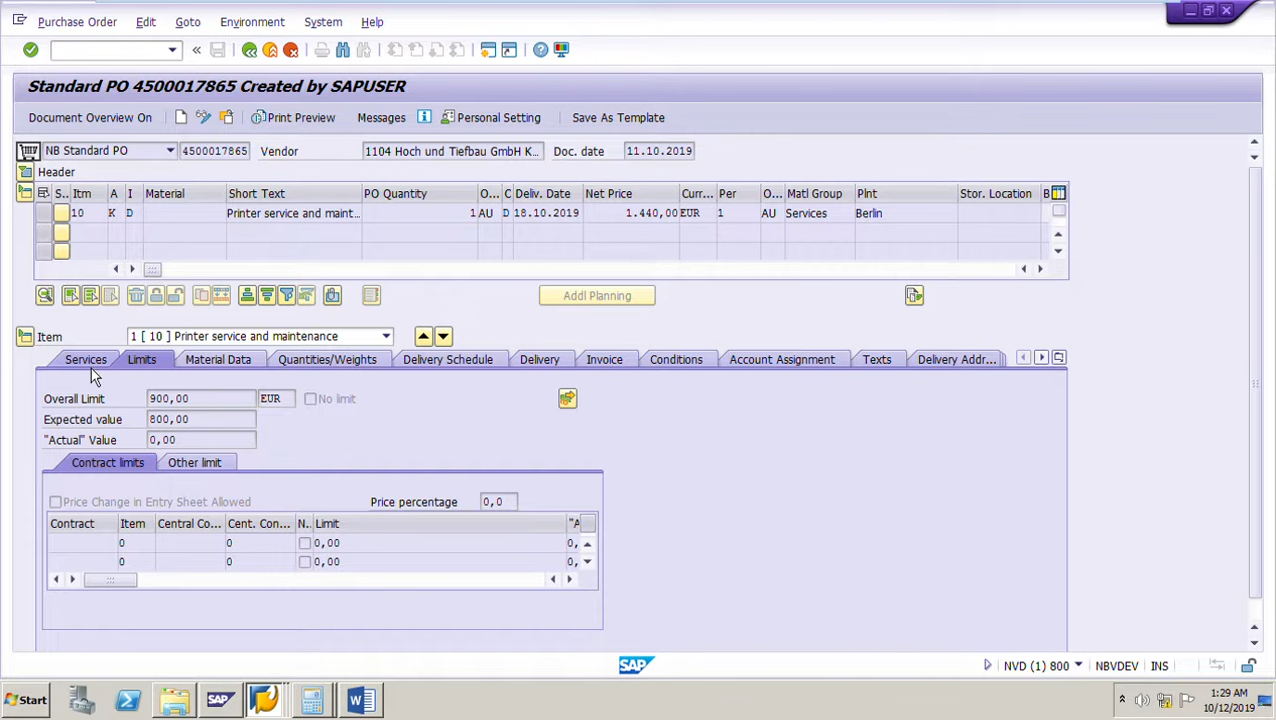 Purchase Order Edit Goto Environment System Help
Standard PO 4500017865 Created by SAPUSER
Document Overview On Print Preview Messages Personal Setting Save As Template
NB Standard PO 4500017865 Vendor 1104 Hoch und Tiefbau GmbH K... Doc. date 11.10.2019
Header
S.. Itm A I Material Short Text PO Quantity O... C Deliv. Date Net Price Curr... Per O... Matl Group Plnt Stor. Location B
10 K D Printer service and maint... 1 AU D 18.10.2019 1.440,00 EUR 1 AU Services Berlin
Addl Planning
Item 1 [ 10 ] Printer service and maintenance
Services Limits Material Data Quantities/Weights Delivery Schedule Delivery Invoice Conditions Account Assignment Texts Delivery Addr...
Overall Limit 900,00 EUR No limit
Expected value 800,00
"Actual" Value 0,00
Contract limits Other limit
Price Change in Entry Sheet Allowed Price percentage 0,0
Contract Item Central Co... Cent. Con... N.. Limit "A
0 0 0,00 0,
0 0 0,00 0,
SAP NVD (1) 800 NBVDEV INS
Start SAP 1:29 AM
10/12/2019